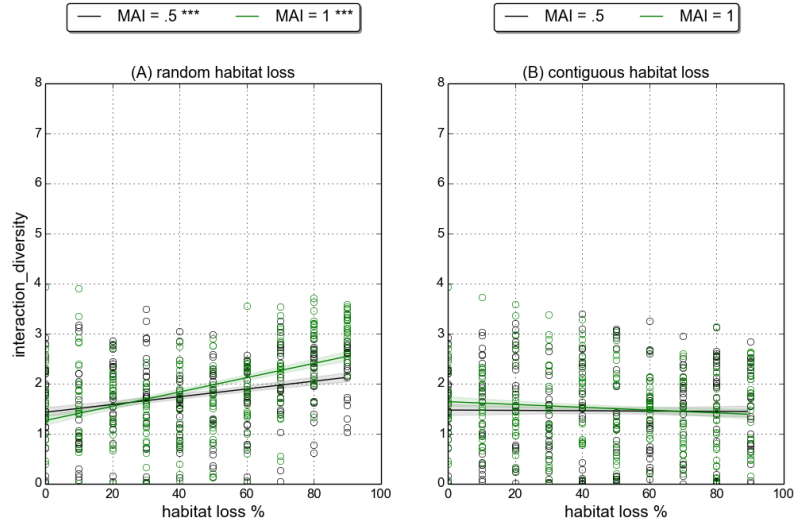 MAI = .5 *** MAI = 1 ***
MAI = .5 MAI = 1
(A) random habitat loss
(B) contiguous habitat loss
interaction_diversity
8
7
6
5
4
3
2
1
0
0 20 40 60 80 100
habitat loss %
8
7
6
5
4
3
2
1
0
0 20 40 60 80 100
habitat loss %